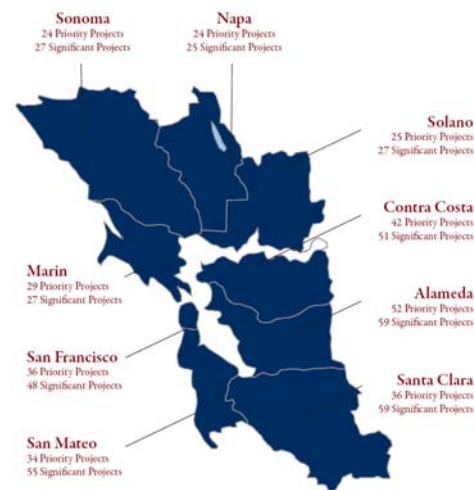 Sonoma
24 Priority Projects
27 Significant Projects
Napa
24 Priority Projects
25 Significant Projects
Solano
25 Priority Projects
27 Significant Projects
Contra Costa
42 Priority Projects
51 Significant Projects
Marin
29 Priority Projects
27 Significant Projects
Alameda
52 Priority Projects
59 Significant Projects
San Francisco
36 Priority Projects
48 Significant Projects
Santa Clara
36 Priority Projects
59 Significant Projects
San Mateo
34 Priority Projects
55 Significant Projects